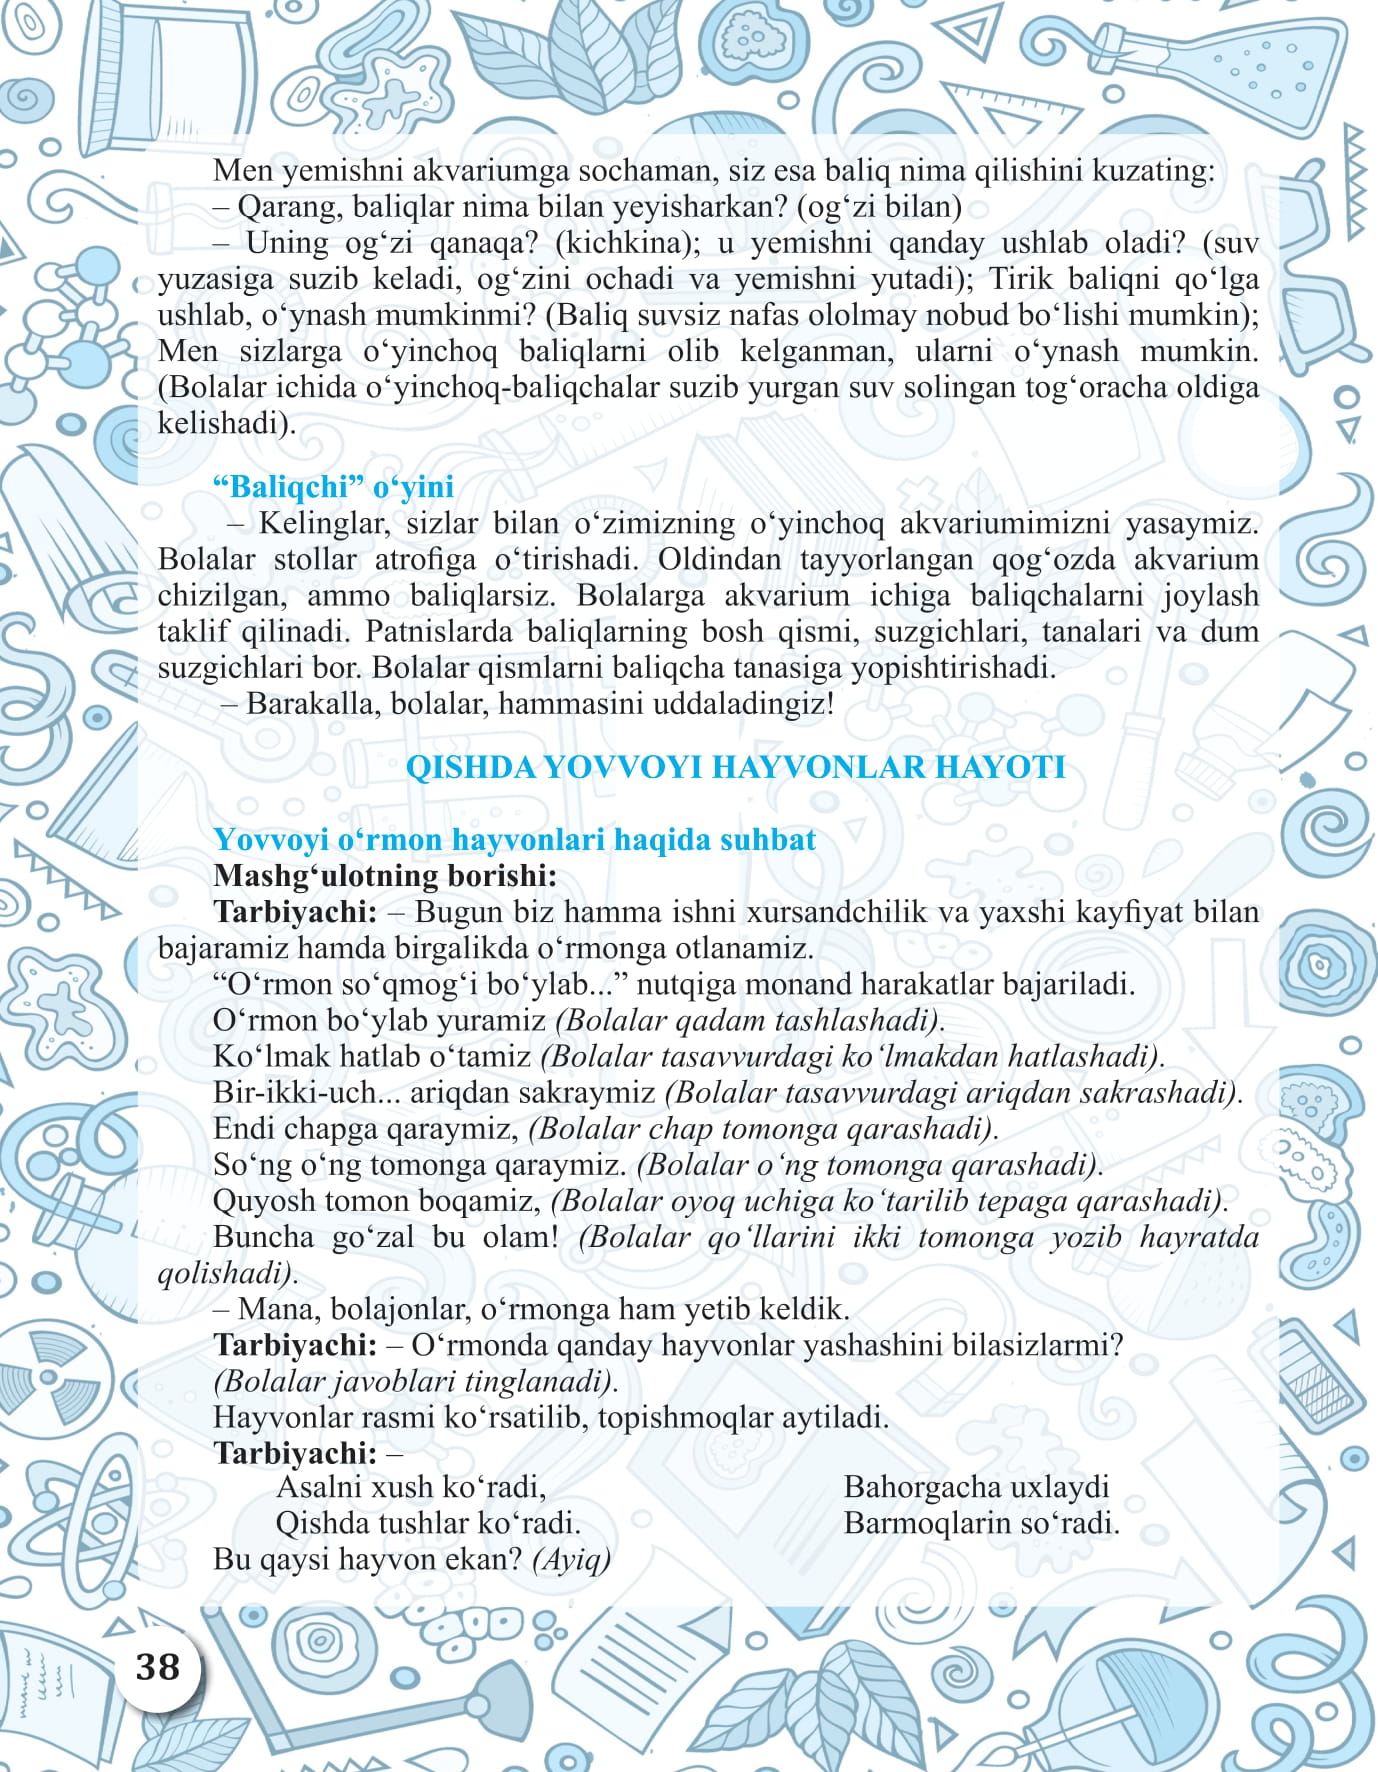 Men yemishni akvariumga sochaman, siz esa baliq nima qilishini kuzating:
– Qarang, baliqlar nima bilan yeyisharkan? (og‘zi bilan)
– Uning og‘zi qanaqa? (kichkina); u yemishni qanday ushlab oladi? (suv
yuzasiga suzib keladi, og‘zini ochadi va yemishni yutadi); Tirik baliqni qo‘lga
ushlab, o‘ynash mumkinmi? (Baliq suvsiz nafas ololmay nobud bo‘lishi mumkin);
Men sizlarga o‘yinchoq baliqlarni olib kelganman, ularni o‘ynash mumkin.
(Bolalar ichida o‘yinchoq-baliqchalar suzib yurgan suv solingan tog‘oracha oldiga
kelishadi).
“Baliqchi” o‘yini
– Kelinglar, sizlar bilan o‘zimizning o‘yinchoq akvariumimizni yasaymiz.
Bolalar stollar atrofiga o‘tirishadi. Oldindan tayyorlangan qog‘ozda akvarium
chizilgan, ammo baliqlarsiz. Bolalarga akvarium ichiga baliqchalarni joylash
taklif qilinadi. Patnislarda baliqlarning bosh qismi, suzgichlari, tanalari va dum
suzgichlari bor. Bolalar qismlarni baliqcha tanasiga yopishtirishadi.
– Barakalla, bolalar, hammasini uddaladingiz!
QISHDA YOVVOYI HAYVONLAR HAYOTI
Yovvoyi o‘rmon hayvonlari haqida suhbat
Mashg‘ulotning borishi:
Tarbiyachi: – Bugun biz hamma ishni xursandchilik va yaxshi kayfiyat bilan
bajaramiz hamda birgalikda o‘rmonga otlanamiz.
“O‘rmon so‘qmog‘i bo‘ylab...” nutqiga monand harakatlar bajariladi.
O‘rmon bo‘ylab yuramiz (Bolalar qadam tashlashadi).
Ko‘lmak hatlab o‘tamiz (Bolalar tasavvurdagi ko‘lmakdan hatlashadi).
Bir-ikki-uch... ariqdan sakraymiz (Bolalar tasavvurdagi ariqdan sakrashadi).
Endi chapga qaraymiz, (Bolalar chap tomonga qarashadi).
So‘ng o‘ng tomonga qaraymiz. (Bolalar o‘ng tomonga qarashadi).
Quyosh tomon boqamiz, (Bolalar oyoq uchiga ko‘tarilib tepaga qarashadi).
Buncha go‘zal bu olam! (Bolalar qo‘llarini ikki tomonga yozib hayratda
qolishadi).
– Mana, bolajonlar, o‘rmonga ham yetib keldik.
Tarbiyachi: – O‘rmonda qanday hayvonlar yashashini bilasizlarmi?
(Bolalar javoblari tinglanadi).
Hayvonlar rasmi ko‘rsatilib, topishmoqlar aytiladi.
Tarbiyachi: –
Asalni xush ko‘radi,
Qishda tushlar ko‘radi.
Bahorgacha uxlaydi
Barmoqlarin so‘radi.
Bu qaysi hayvon ekan? (Ayiq)
38